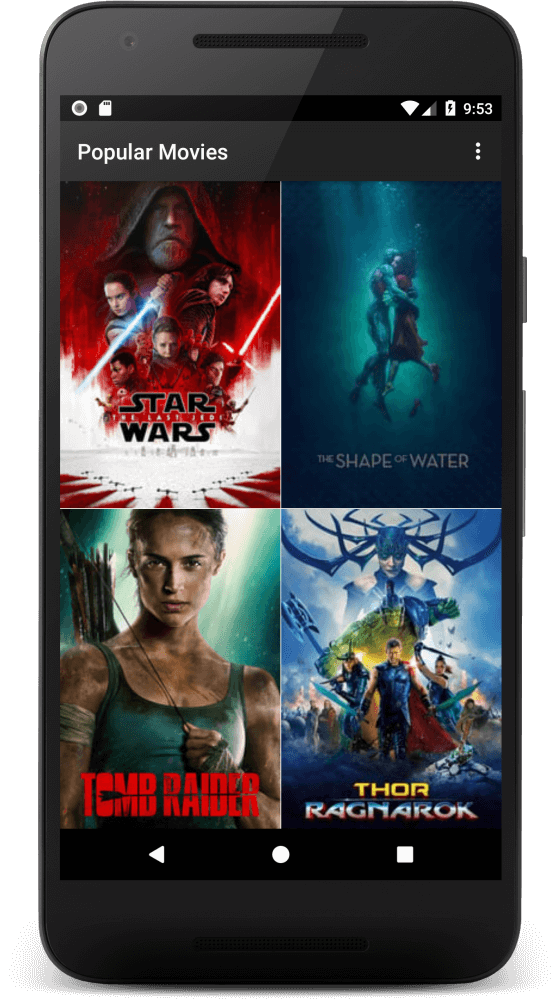 9:53
Popular Movies
STAR
THE LAST JEDI
WARS
THE SHAPE OF WATER
TOMB RAIDER
THOR
RAGNAROK